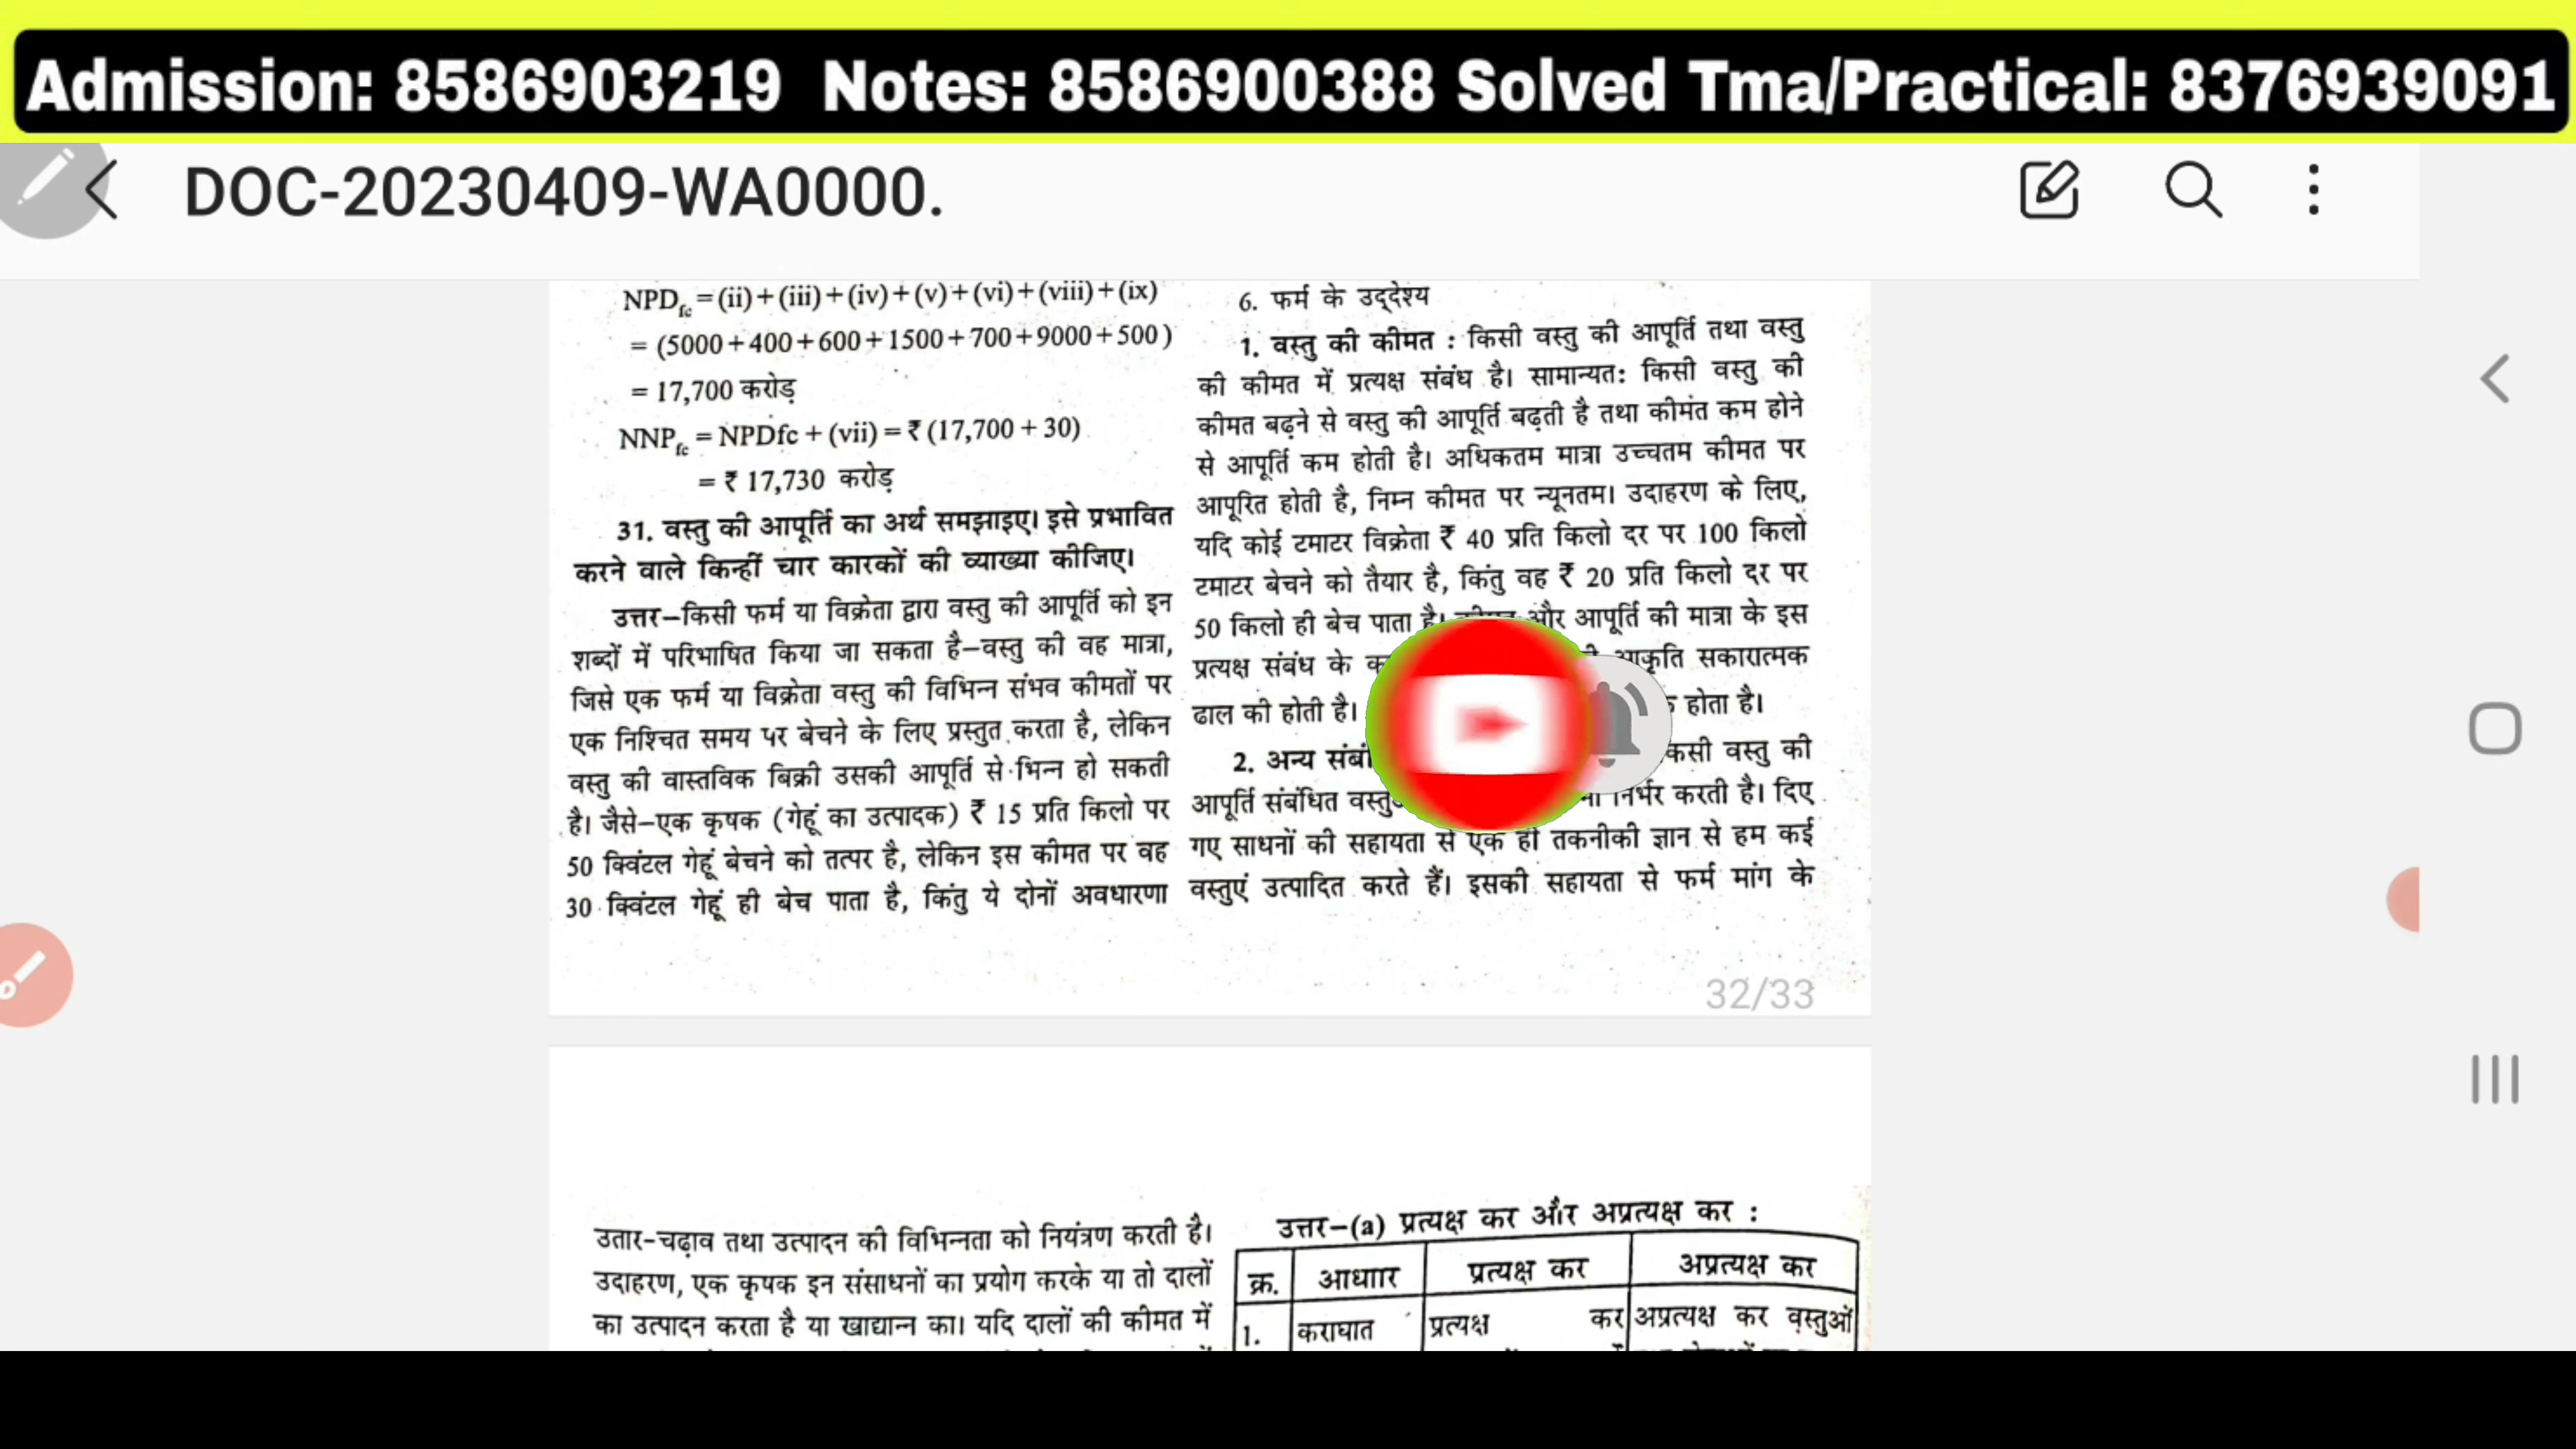 Admission: 8586903219 Notes: 8586900388 Solved Tma/Practical: 8376939091
DOC-20230409-WA0000.
NPDfc = (ii)+(iii)+(iv)+(v)+(vi)+(viii)+(ix)
= (5000+400+600+1500+700+9000+500)
= 17,700 करोड़
NNPfc = NPDfc + (vii) = ₹ (17,700 + 30)
= ₹ 17,730 करोड़
31. वस्तु की आपूर्ति का अर्थ समझाइए। इसे प्रभावित
करने वाले किन्हीं चार कारकों की व्याख्या कीजिए।
उत्तर–किसी फर्म या विक्रेता द्वारा वस्तु की आपूर्ति को इन
शब्दों में परिभाषित किया जा सकता है–वस्तु की वह मात्रा,
जिसे एक फर्म या विक्रेता वस्तु की विभिन्न संभव कीमतों पर
एक निश्चित समय पर बेचने के लिए प्रस्तुत करता है, लेकिन
वस्तु की वास्तविक बिक्री उसकी आपूर्ति से भिन्न हो सकती
है। जैसे–एक कृषक (गेहूं का उत्पादक) ₹ 15 प्रति किलो पर
50 क्विंटल गेहूं बेचने को तत्पर है, लेकिन इस कीमत पर वह
30 क्विंटल गेहूं ही बेच पाता है, किंतु ये दोनों अवधारणा
6. फर्म के उद्देश्य
1. वस्तु की कीमत : किसी वस्तु की आपूर्ति तथा वस्तु
की कीमत में प्रत्यक्ष संबंध है। सामान्यत: किसी वस्तु की
कीमत बढ़ने से वस्तु की आपूर्ति बढ़ती है तथा कीमंत कम होने
से आपूर्ति कम होती है। अधिकतम मात्रा उच्चतम कीमत पर
आपूरित होती है, निम्न कीमत पर न्यूनतम। उदाहरण के लिए,
यदि कोई टमाटर विक्रेता ₹ 40 प्रति किलो दर पर 100 किलो
टमाटर बेचने को तैयार है, किंतु वह ₹ 20 प्रति किलो दर पर
50 किलो ही बेच पाता है। और आपूर्ति की मात्रा के इस
प्रत्यक्ष संबंध के आकृति सकारात्मक
ढाल की होती है। होता है।
2. अन्य वस्तु की
आपूर्ति संबंधित निर्भर करती है। दिए
गए साधनों की सहायता से एक ही तकनीकी ज्ञान से हम कई
वस्तुएं उत्पादित करते हैं। इसकी सहायता से फर्म मांग के
32/33
उतार-चढ़ाव तथा उत्पादन की विभिन्नता को नियंत्रण करती है।
उदाहरण, एक कृषक इन संसाधनों का प्रयोग करके या तो दालों
का उत्पादन करता है या खाद्यान्न का। यदि दालों की कीमत में
उत्तर–(a) प्रत्यक्ष कर और अप्रत्यक्ष कर :
क्र. आधाार प्रत्यक्ष कर अप्रत्यक्ष कर
1. कराघात प्रत्यक्ष कर अप्रत्यक्ष कर वस्तुओं